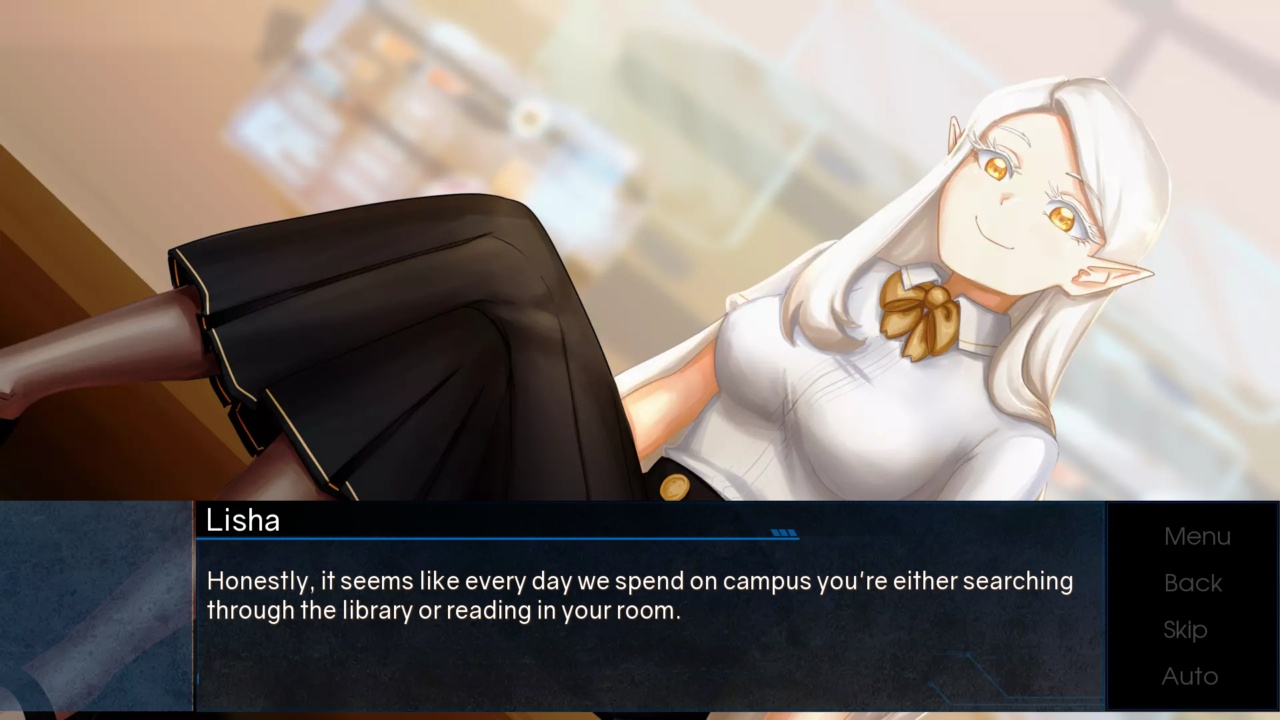 Lisha
Honestly, it seems like every day we spend on campus you're either searching
through the library or reading in your room.
Menu
Back
Skip
Auto